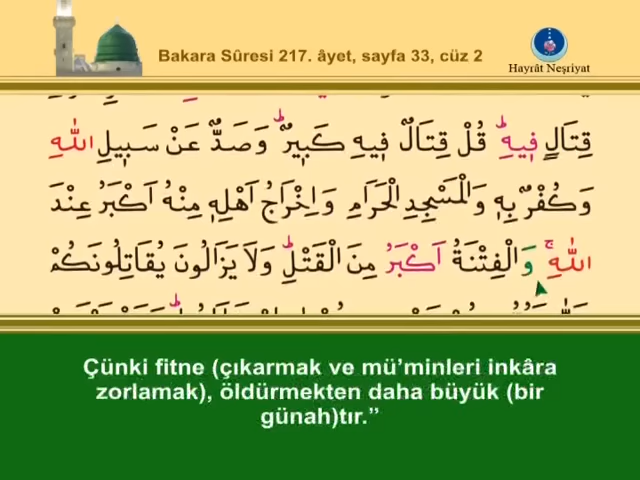 Bakara Sûresi 217. âyet, sayfa 33, cüz 2
Hayrât Neşriyat
قِتَالٍ فٖيهِ قُلْ قِتَالٌ فٖيهِ كَبٖيرٌ وَصَدٌّ عَنْ سَبٖيلِ اللّٰهِ
وَكُفْرٌ بِهٖ وَالْمَسْجِدِ الْحَرَامِ وَاِخْرَاجُ اَهْلِهٖ مِنْهُ اَكْبَرُ عِنْدَ
اللّٰهِ وَالْفِتْنَةُ اَكْبَرُ مِنَ الْقَتْلِ وَلَا يَزَالُونَ يُقَاتِلُونَكُمْ
Çünki fitne (çıkarmak ve mü’minleri inkâra
zorlamak), öldürmekten daha büyük (bir
günah)tır.”